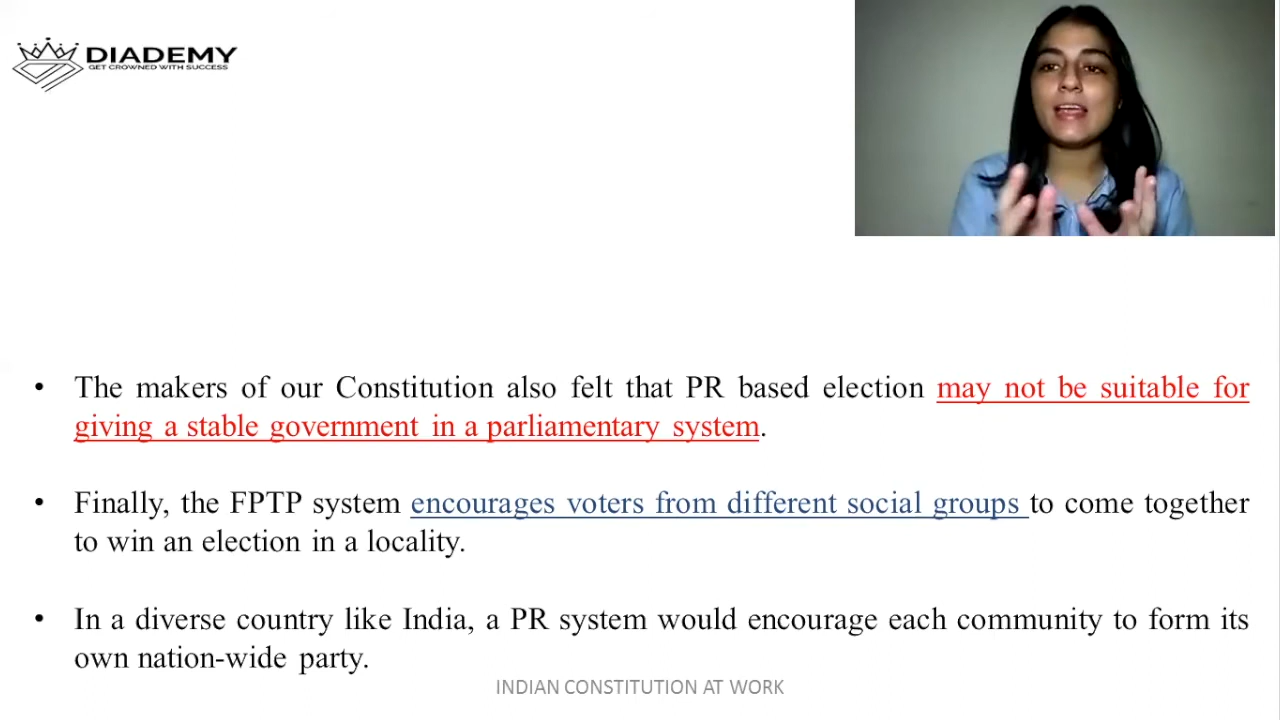 DIADEMY
GET CROWNED WITH SUCCESS
• The makers of our Constitution also felt that PR based election may not be suitable for
giving a stable government in a parliamentary system.
• Finally, the FPTP system encourages voters from different social groups to come together
to win an election in a locality.
• In a diverse country like India, a PR system would encourage each community to form its
own nation-wide party.
INDIAN CONSTITUTION AT WORK